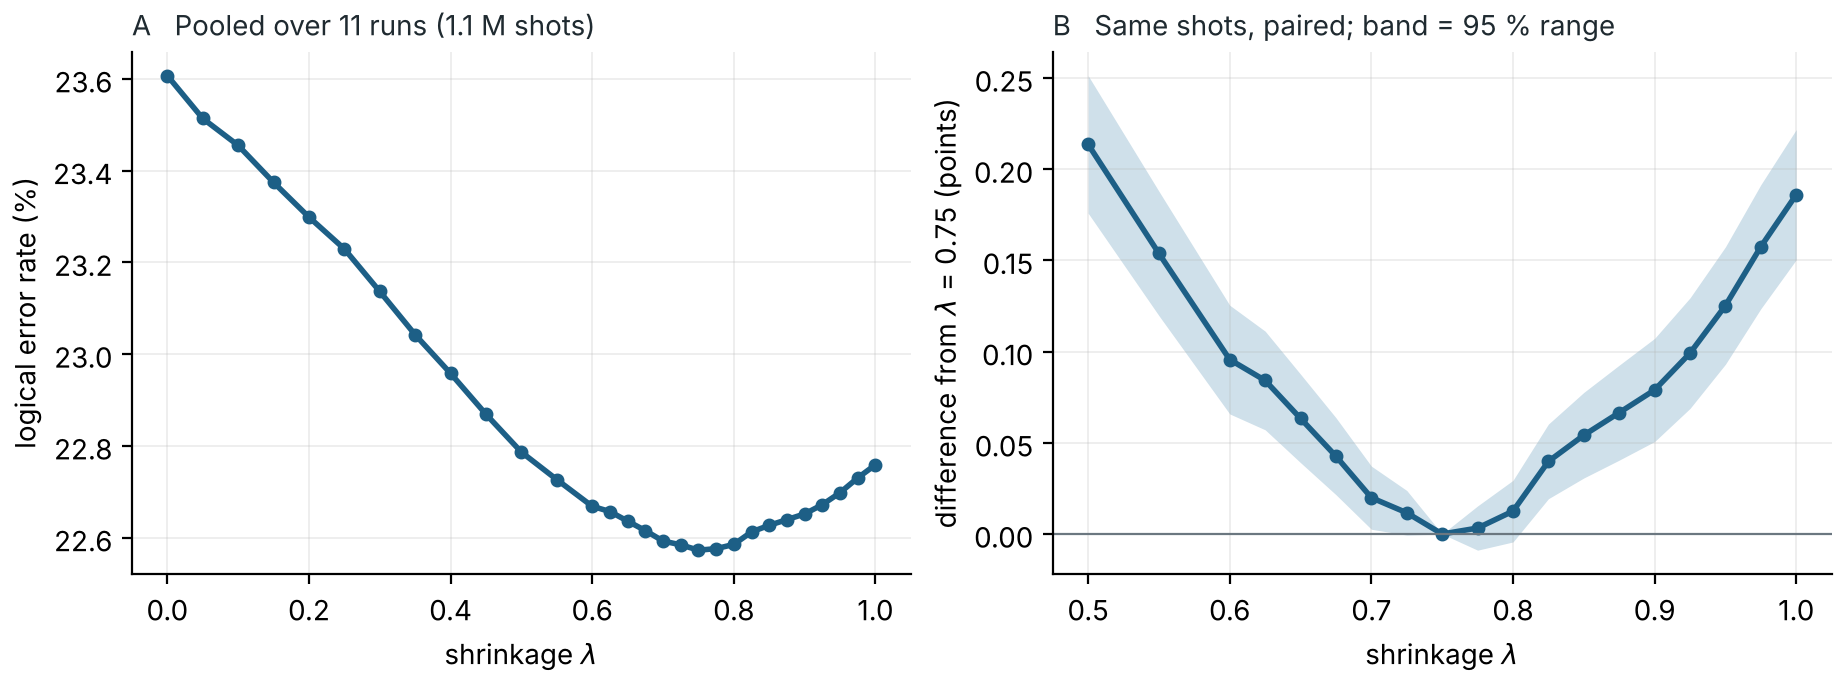 A Pooled over 11 runs (1.1 M shots)
logical error rate (%)
23.6
23.4
23.2
23.0
22.8
22.6
0.0 0.2 0.4 0.6 0.8 1.0
shrinkage λ
B Same shots, paired; band = 95 % range
difference from λ = 0.75 (points)
0.25
0.20
0.15
0.10
0.05
0.00
0.5 0.6 0.7 0.8 0.9 1.0
shrinkage λ